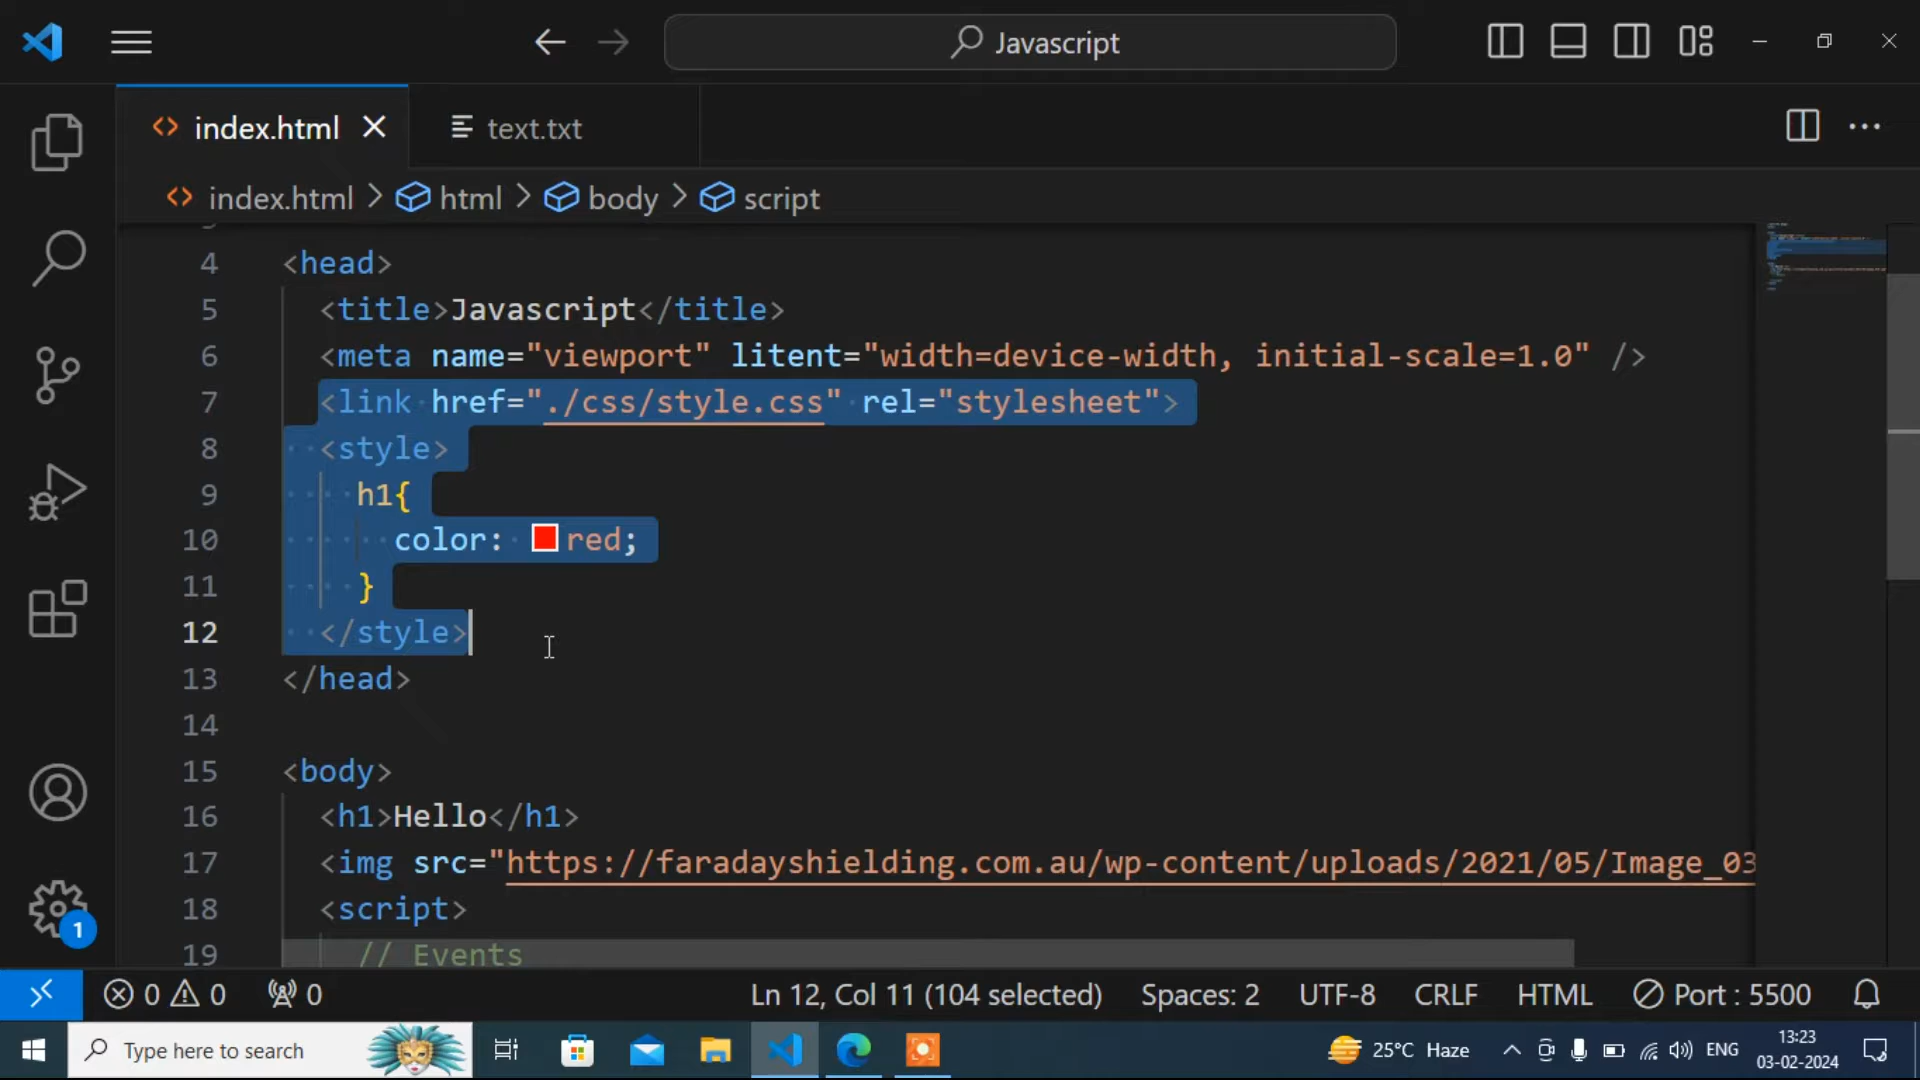 Javascript
index.html
text.txt
index.html > html > body > script
4 <head>
5 <title>Javascript</title>
6 <meta name="viewport" litent="width=device-width, initial-scale=1.0" />
7 <link href="./css/style.css" rel="stylesheet">
8 <style>
9 h1{
10 color: red;
11 }
12 </style>
13 </head>
14
15 <body>
16 <h1>Hello</h1>
17 <img src="https://faradayshielding.com.au/wp-content/uploads/2021/05/Image_03
18 <script>
19 // Events
1
0 0 0 Ln 12, Col 11 (104 selected) Spaces: 2 UTF-8 CRLF HTML Port : 5500
Type here to search 25°C Haze ENG 13:23
03-02-2024